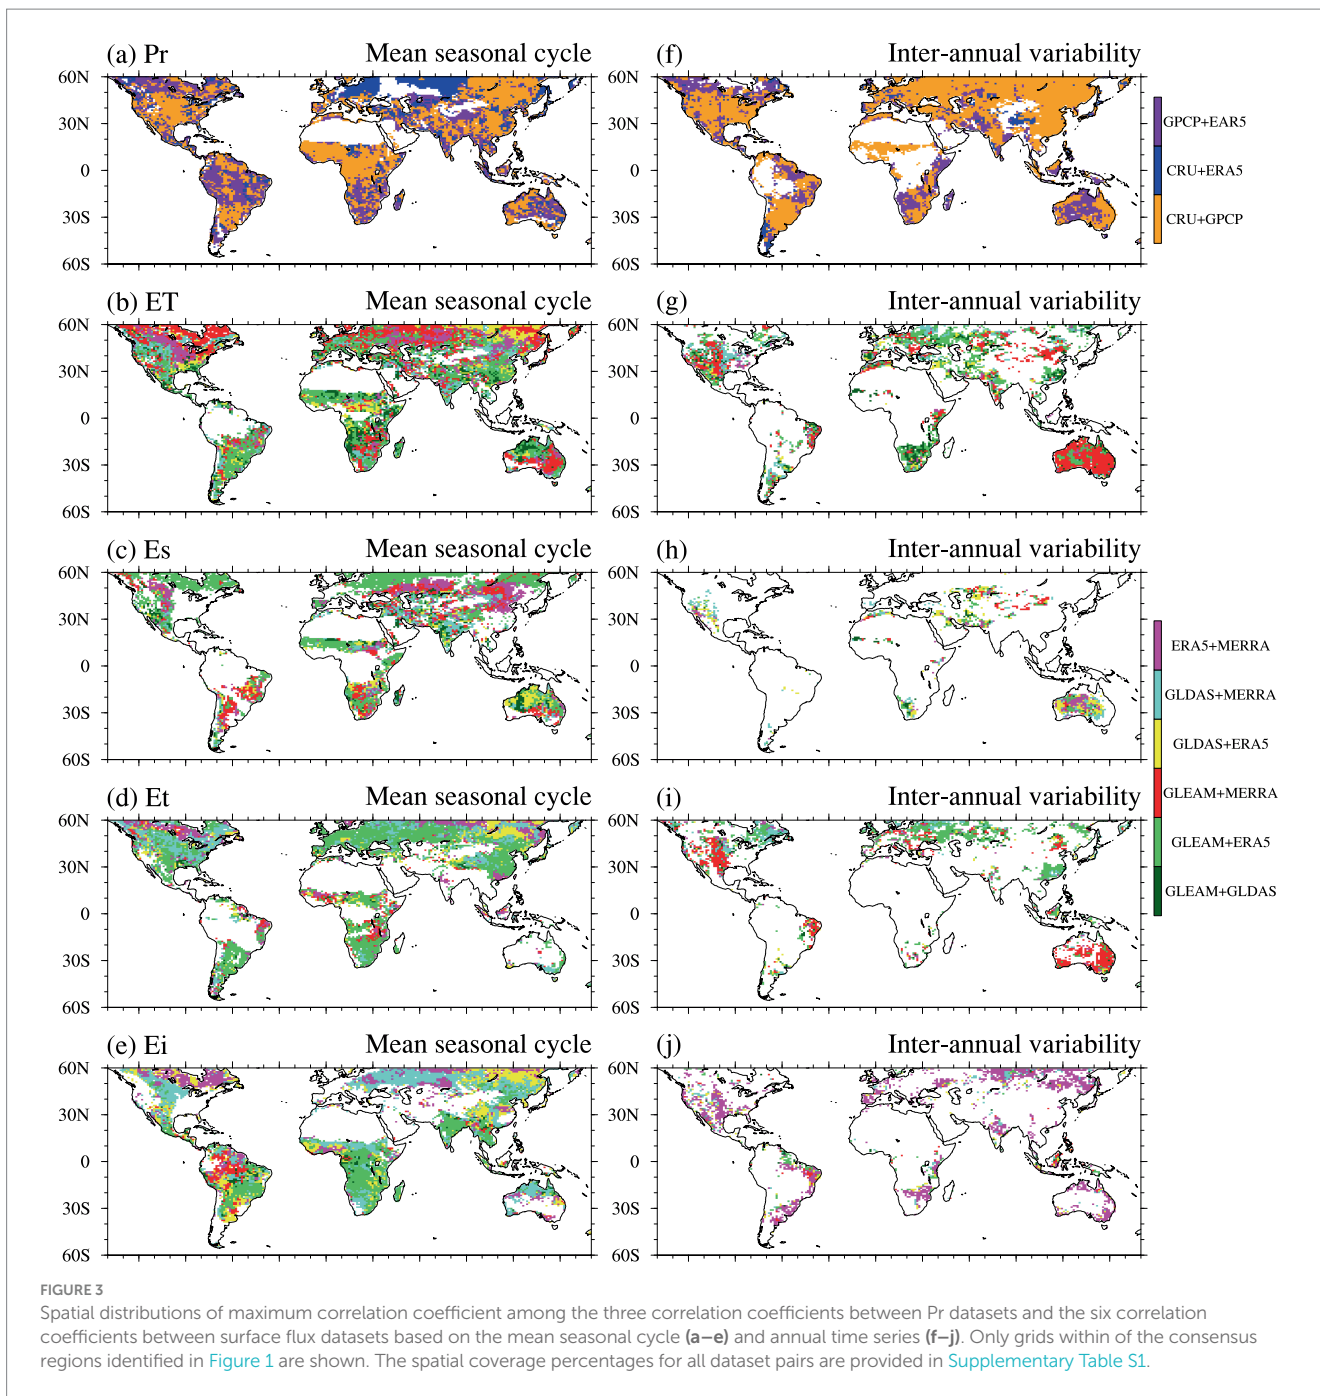 (a) Pr Mean seasonal cycle (f) Inter-annual variability
60N 60N
30N 30N
0 0
30S 30S
60S 60S
GPCP+EAR5
CRU+ERA5
CRU+GPCP
(b) ET Mean seasonal cycle (g) Inter-annual variability
60N 60N
30N 30N
0 0
30S 30S
60S 60S
(c) Es Mean seasonal cycle (h) Inter-annual variability
60N 60N
30N 30N
0 0
30S 30S
60S 60S
ERA5+MERRA
GLDAS+MERRA
GLDAS+ERA5
GLEAM+MERRA
GLEAM+ERA5
GLEAM+GLDAS
(d) Et Mean seasonal cycle (i) Inter-annual variability
60N 60N
30N 30N
0 0
30S 30S
60S 60S
(e) Ei Mean seasonal cycle (j) Inter-annual variability
60N 60N
30N 30N
0 0
30S 30S
60S 60S
FIGURE 3
Spatial distributions of maximum correlation coefficient among the three correlation coefficients between Pr datasets and the six correlation
coefficients between surface flux datasets based on the mean seasonal cycle (a–e) and annual time series (f–j). Only grids within of the consensus
regions identified in Figure 1 are shown. The spatial coverage percentages for all dataset pairs are provided in Supplementary Table S1.